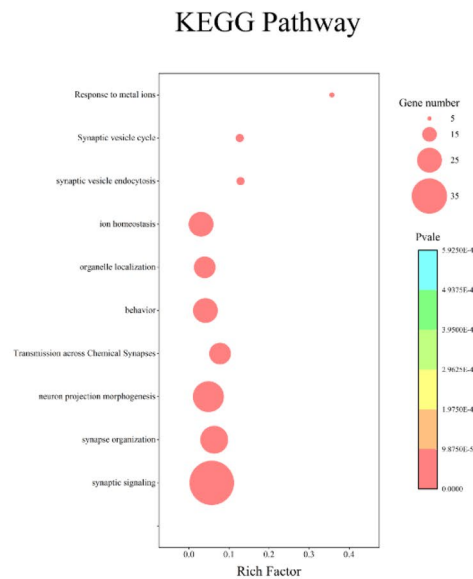 KEGG Pathway
Response to metal ions
Synaptic vesicle cycle
synaptic vesicle endocytosis
ion homeostasis
organelle localization
behavior
Transmission across Chemical Synapses
neuron projection morphogenesis
synapse organization
synaptic signaling
0.0
0.1
0.2
0.3
0.4
Rich Factor
Gene number
5
15
25
35
Pvale
5.9250E-4
4.9375E-4
3.9500E-4
2.9625E-4
1.9750E-4
9.8750E-5
0.0000